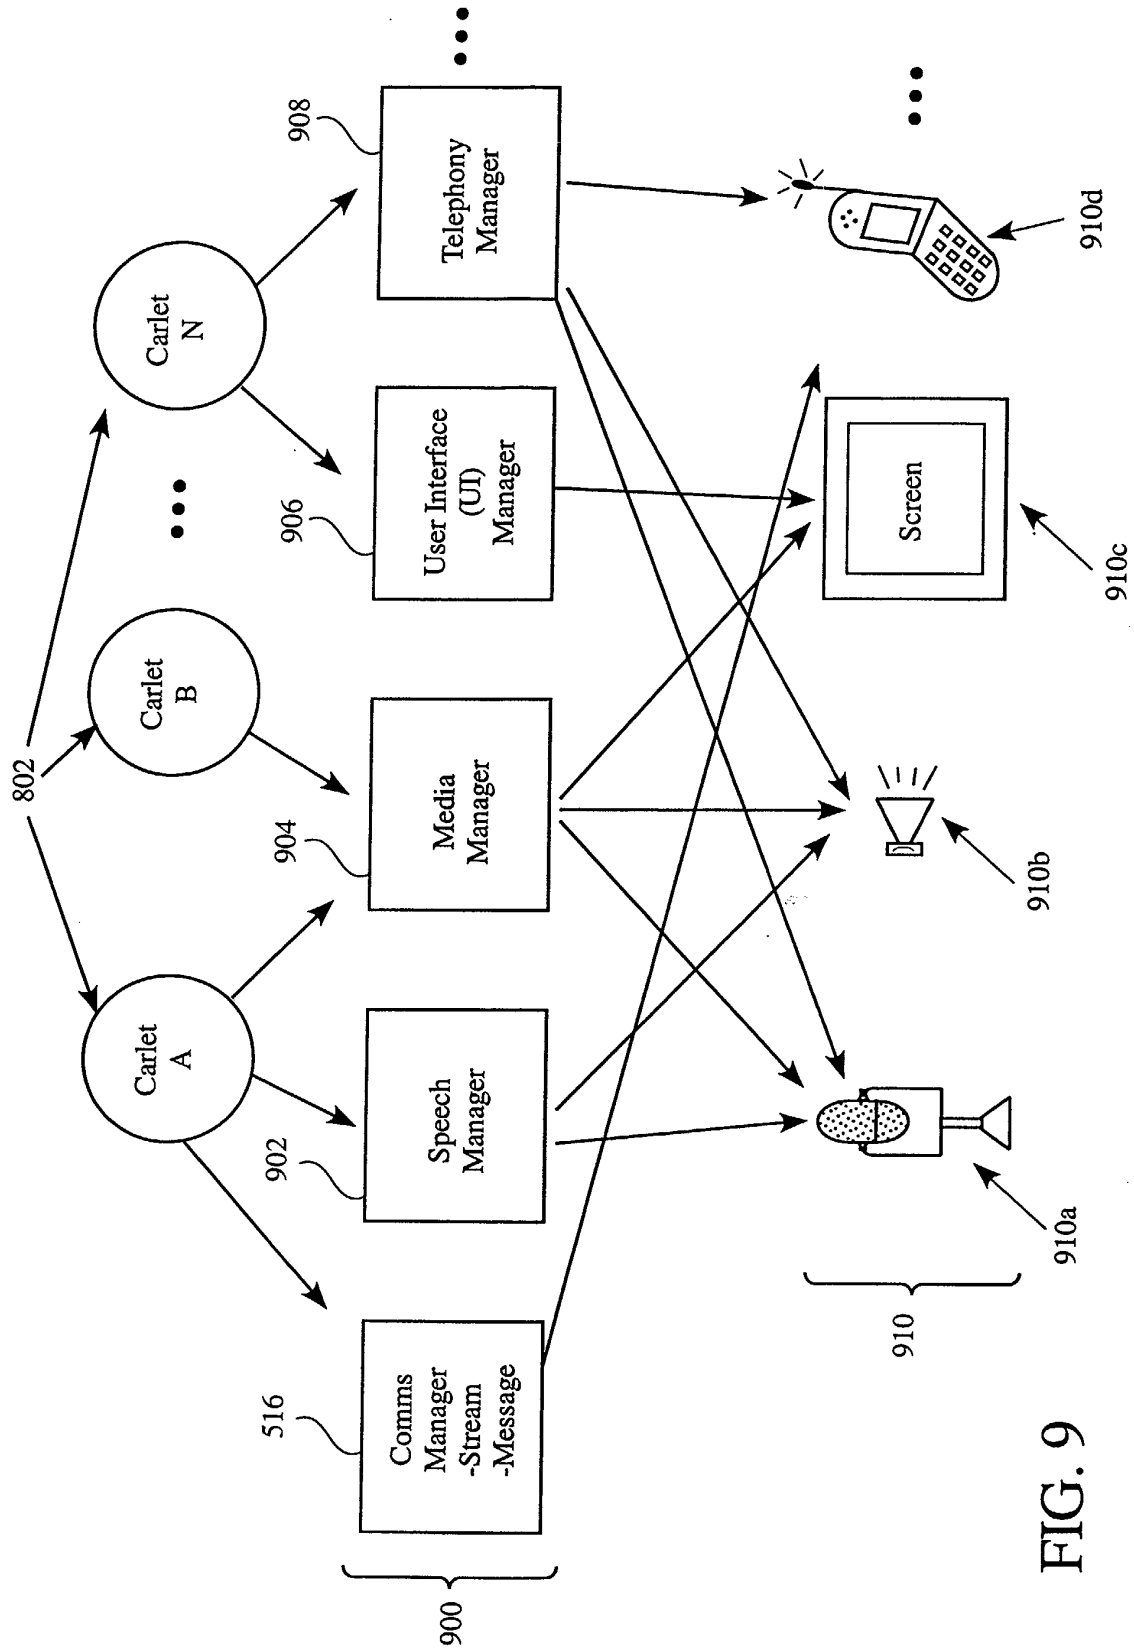 802
Carlet
A
Carlet
B
Carlet
N
900
516
Comms
Manager
-Stream
-Message
902
Speech
Manager
904
Media
Manager
906
User Interface
(UI)
Manager
908
Telephony
Manager
910
910a
910b
Screen
910c
910d
FIG. 9